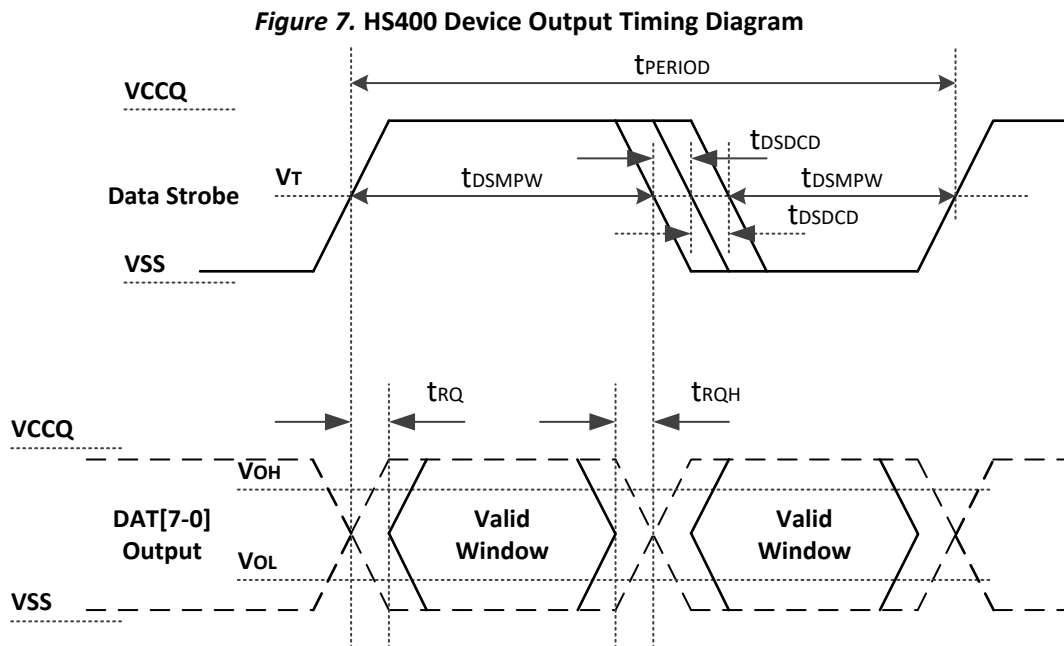 Figure 7. HS400 Device Output Timing Diagram
tPERIOD
VCCQ
tDSDCD
VT
Data Strobe
tDSMPW
tDSMPW
tDSDCD
VSS
tRQ
tRQH
VCCQ
VOH
DAT[7-0]
Output
Valid
Window
Valid
Window
VOL
VSS